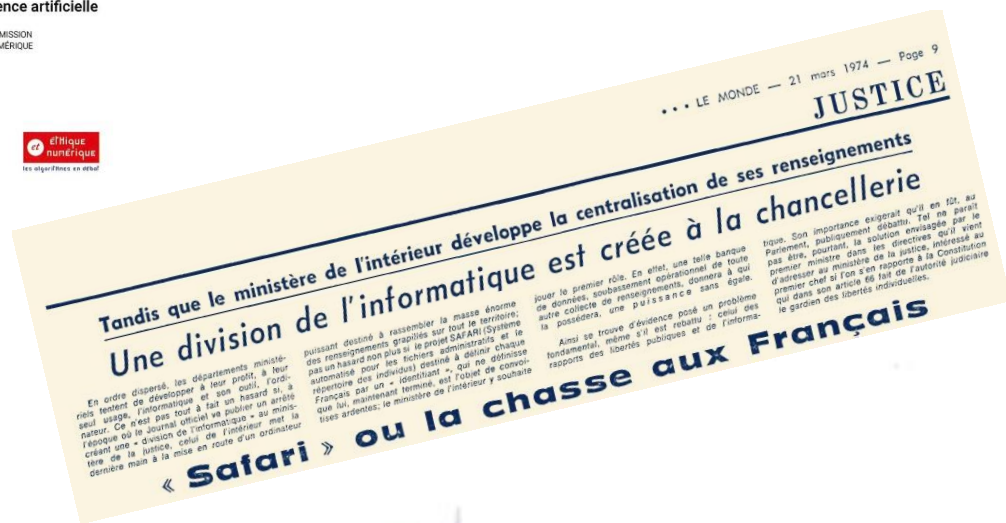 ence artificielle
MISSION
MÉRIQUE
et éthique
numérique
les algorithmes en débat
... LE MONDE — 21 mars 1974 — Page 9
JUSTICE
Tandis que le ministère de l'intérieur développe la centralisation de ses renseignements
Une division de l'informatique est créée à la chancellerie
En ordre dispersé, les départements ministé-
riels tentent de développer à leur profit, à leur
seul usage, l'informatique et son outil, l'ordi-
nateur. Ce n'est pas tout à fait un hasard si, à
l'époque où le Journal officiel va publier un arrêté
créant une « division de l'informatique » au minis-
tère de la justice, celui de l'intérieur met la
dernière main à la mise en route d'un ordinateur
puissant destiné à rassembler la masse énorme
des renseignements grapillés sur tout le territoire;
pas un hasard non plus si le projet SAFARI (Système
automatisé pour les fichiers administratifs et le
répertoire des individus) destiné à définir chaque
Français par un « identifiant », qui ne définisse
que lui, maintenant terminé, est l'objet de convoi-
tises ardentes; le ministère de l'intérieur y souhaite
jouer le premier rôle. En effet, une telle banque
de données, soubassement opérationnel de toute
autre collecte de renseignements, donnera à qui
la possédera, une puissance sans égale.
Ainsi se trouve d'évidence posé un problème
fondamental, même s'il est rebattu : celui des
rapports des libertés publiques et de l'informa-
tique. Son importance exigerait qu'il en fût, au
Parlement, publiquement débattu. Tel ne paraît
pas être, pourtant, la solution envisagée par le
premier ministre dans les directives qu'il vient
d'adresser au ministère de la justice, intéressé au
premier chef si l'on s'en rapporte à la Constitution
qui dans son article 66 fait de l'autorité judiciaire
le gardien des libertés individuelles.
« Safari » ou la chasse aux Français